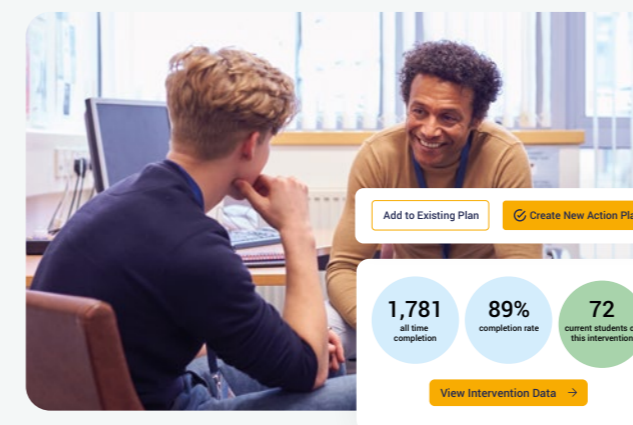 Add to Existing Plan
Create New Action
1,781
all time
completion
89%
completion rate
72
current students
this intervention
View Intervention Data